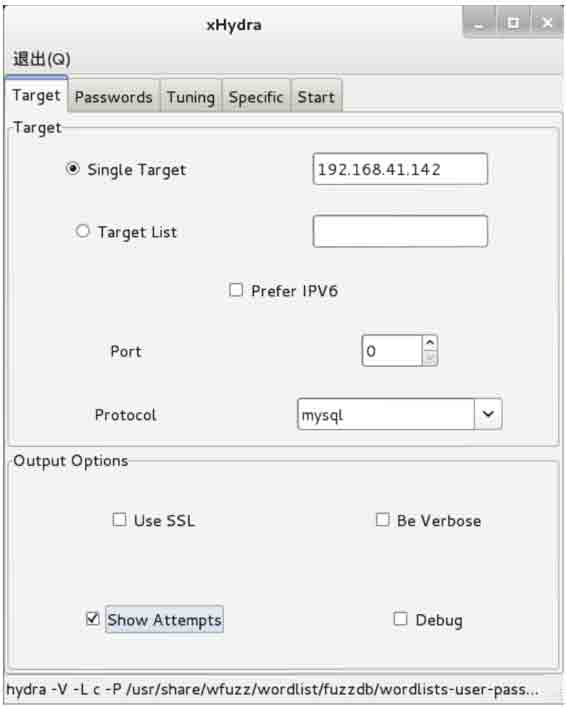 xHydra
退出(Q)
Target Passwords Tuning Specific Start
Target
Single Target 192.168.41.142
Target List
Prefer IPV6
Port 0
Protocol mysql
Output Options
Use SSL Be Verbose
Show Attempts Debug
hydra -V -L c -P /usr/share/wfuzz/wordlist/fuzzdb/wordlists-user-pass...